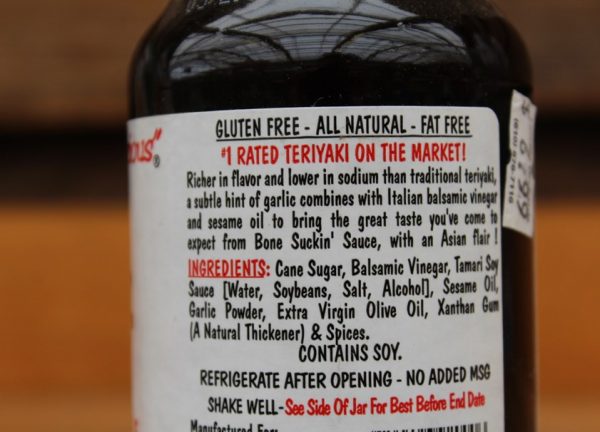 GLUTEN FREE - ALL NATURAL - FAT FREE
#1 RATED TERIYAKI ON THE MARKET!
Richer in flavor and lower in sodium than traditional teriyaki,
a subtle hint of garlic combines with Italian balsamic vinegar
and sesame oil to bring the great taste you've come to
expect from Bone Suckin' Sauce, with an Asian flair !
INGREDIENTS: Cane Sugar, Balsamic Vinegar, Tamari Soy
Sauce [Water, Soybeans, Salt, Alcohol], Sesame Oil,
Garlic Powder, Extra Virgin Olive Oil, Xanthan Gum
(A Natural Thickener) & Spices.
CONTAINS SOY.
REFRIGERATE AFTER OPENING - NO ADDED MSG
SHAKE WELL-See Side Of Jar For Best Before End Date
Manufactured For: